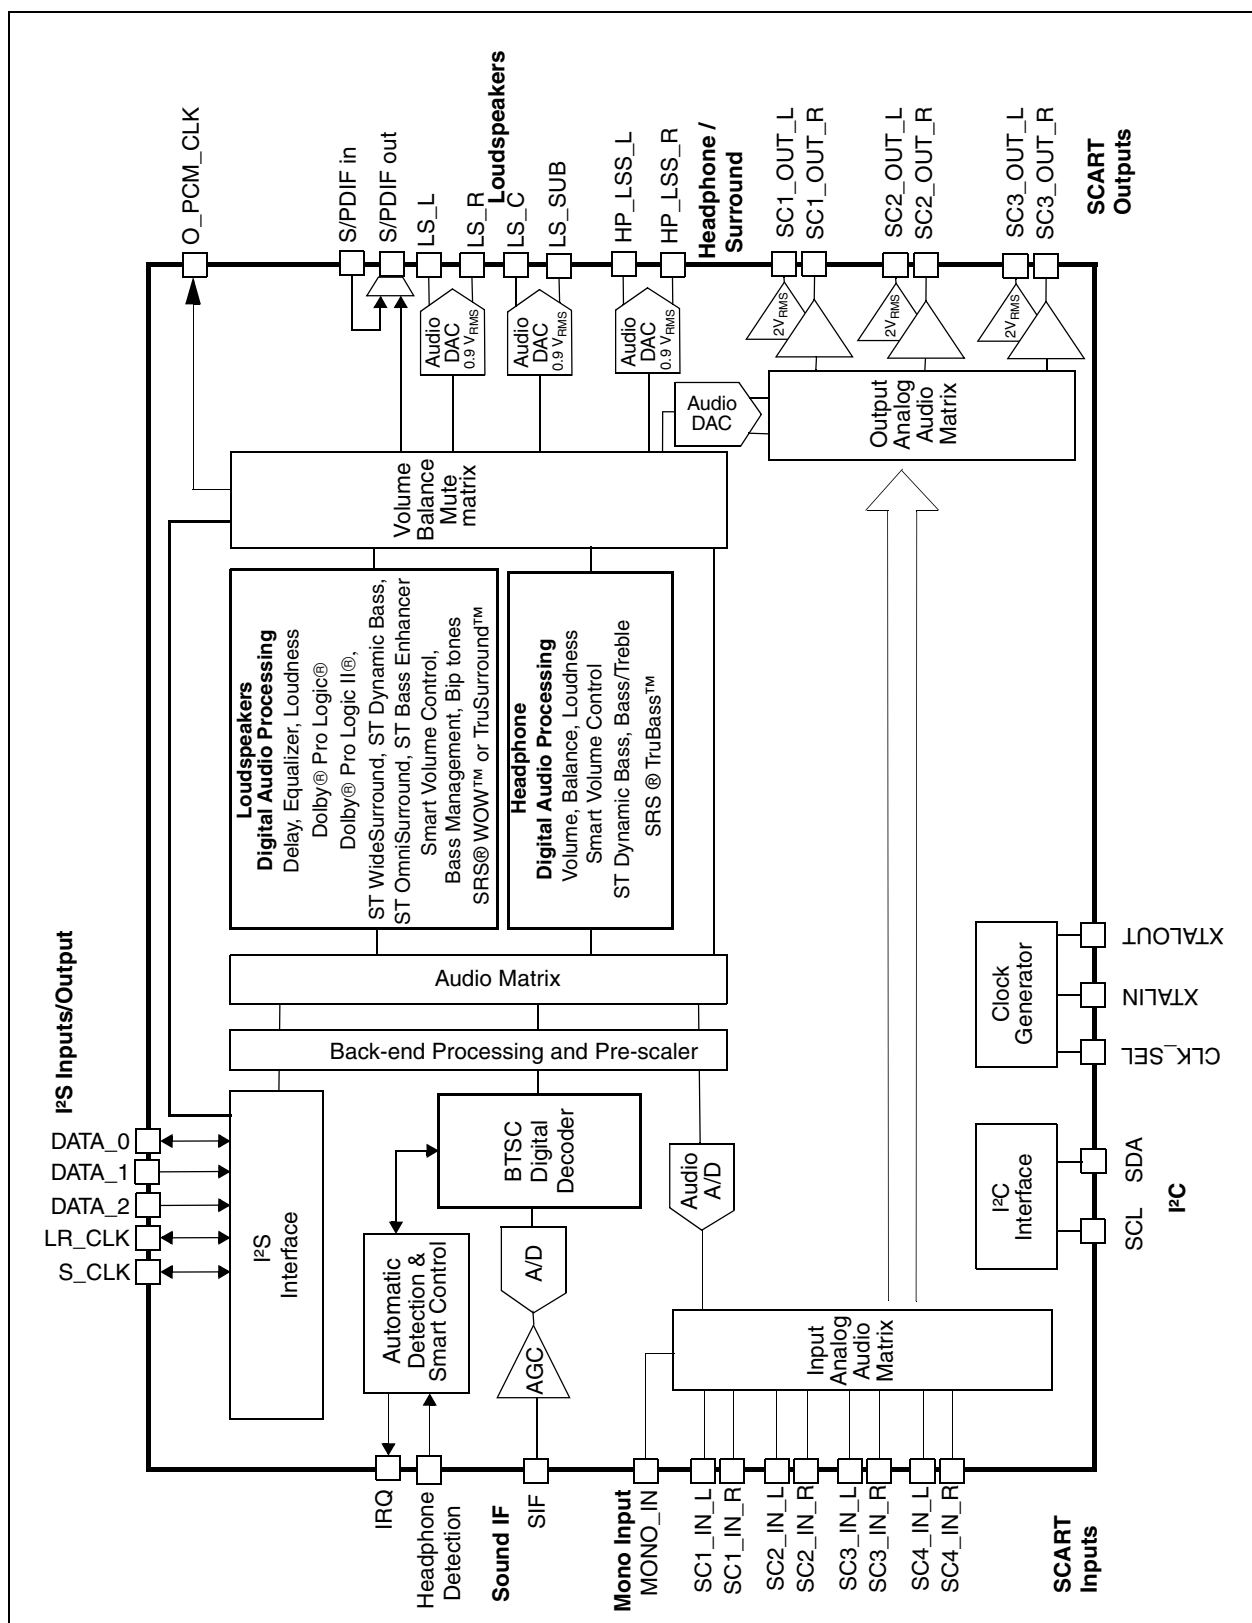 O_PCM_CLK
S/PDIF in
S/PDIF out
LS_L
LS_R
LS_C
LS_SUB
Loudspeakers
HP_LSS_L
HP_LSS_R
Headphone /
Surround
SC1_OUT_L
SC1_OUT_R
SC2_OUT_L
SC2_OUT_R
SC3_OUT_L
SC3_OUT_R
SCART
Outputs
Audio
DAC
0.9 VRMS
Audio
DAC
0.9 VRMS
Audio
DAC
0.9 VRMS
2VRMS
2VRMS
2VRMS
Audio
DAC
Output
Analog
Audio
Matrix
Volume
Balance
Mute
matrix
Loudspeakers
Digital Audio Processing
Delay, Equalizer, Loudness
Dolby® Pro Logic®
Dolby® Pro Logic II®,
ST WideSurround, ST Dynamic Bass,
ST OmniSurround, ST Bass Enhancer
Smart Volume Control,
Bass Management, Bip tones
SRS® WOW™ or TruSurround™
Headphone
Digital Audio Processing
Volume, Balance, Loudness
Smart Volume Control
ST Dynamic Bass, Bass/Treble
SRS ® TruBass™
Audio Matrix
Back-end Processing and Pre-scaler
I²S Inputs/Output
DATA_0
DATA_1
DATA_2
LR_CLK
S_CLK
I²S
Interface
BTSC
Digital
Decoder
Automatic
Detection &
Smart Control
A/D
AGC
Audio
A/D
Input
Analog
Audio
Matrix
Clock
Generator
XTALOUT
XTALIN
CLK_SEL
I²C
Interface
SDA
SCL
I²C
IRQ
Headphone
Detection
Sound IF
SIF
Mono Input
MONO_IN
SC1_IN_L
SC1_IN_R
SC2_IN_L
SC2_IN_R
SC3_IN_L
SC3_IN_R
SC4_IN_L
SC4_IN_R
SCART
Inputs